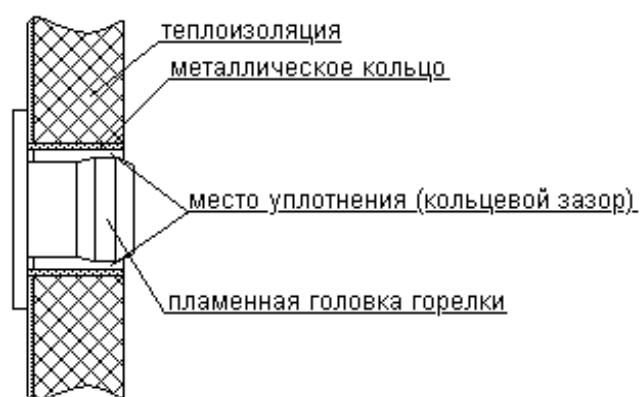 теплоизоляция
металлическое кольцо
место уплотнения (кольцевой зазор)
пламенная головка горелки